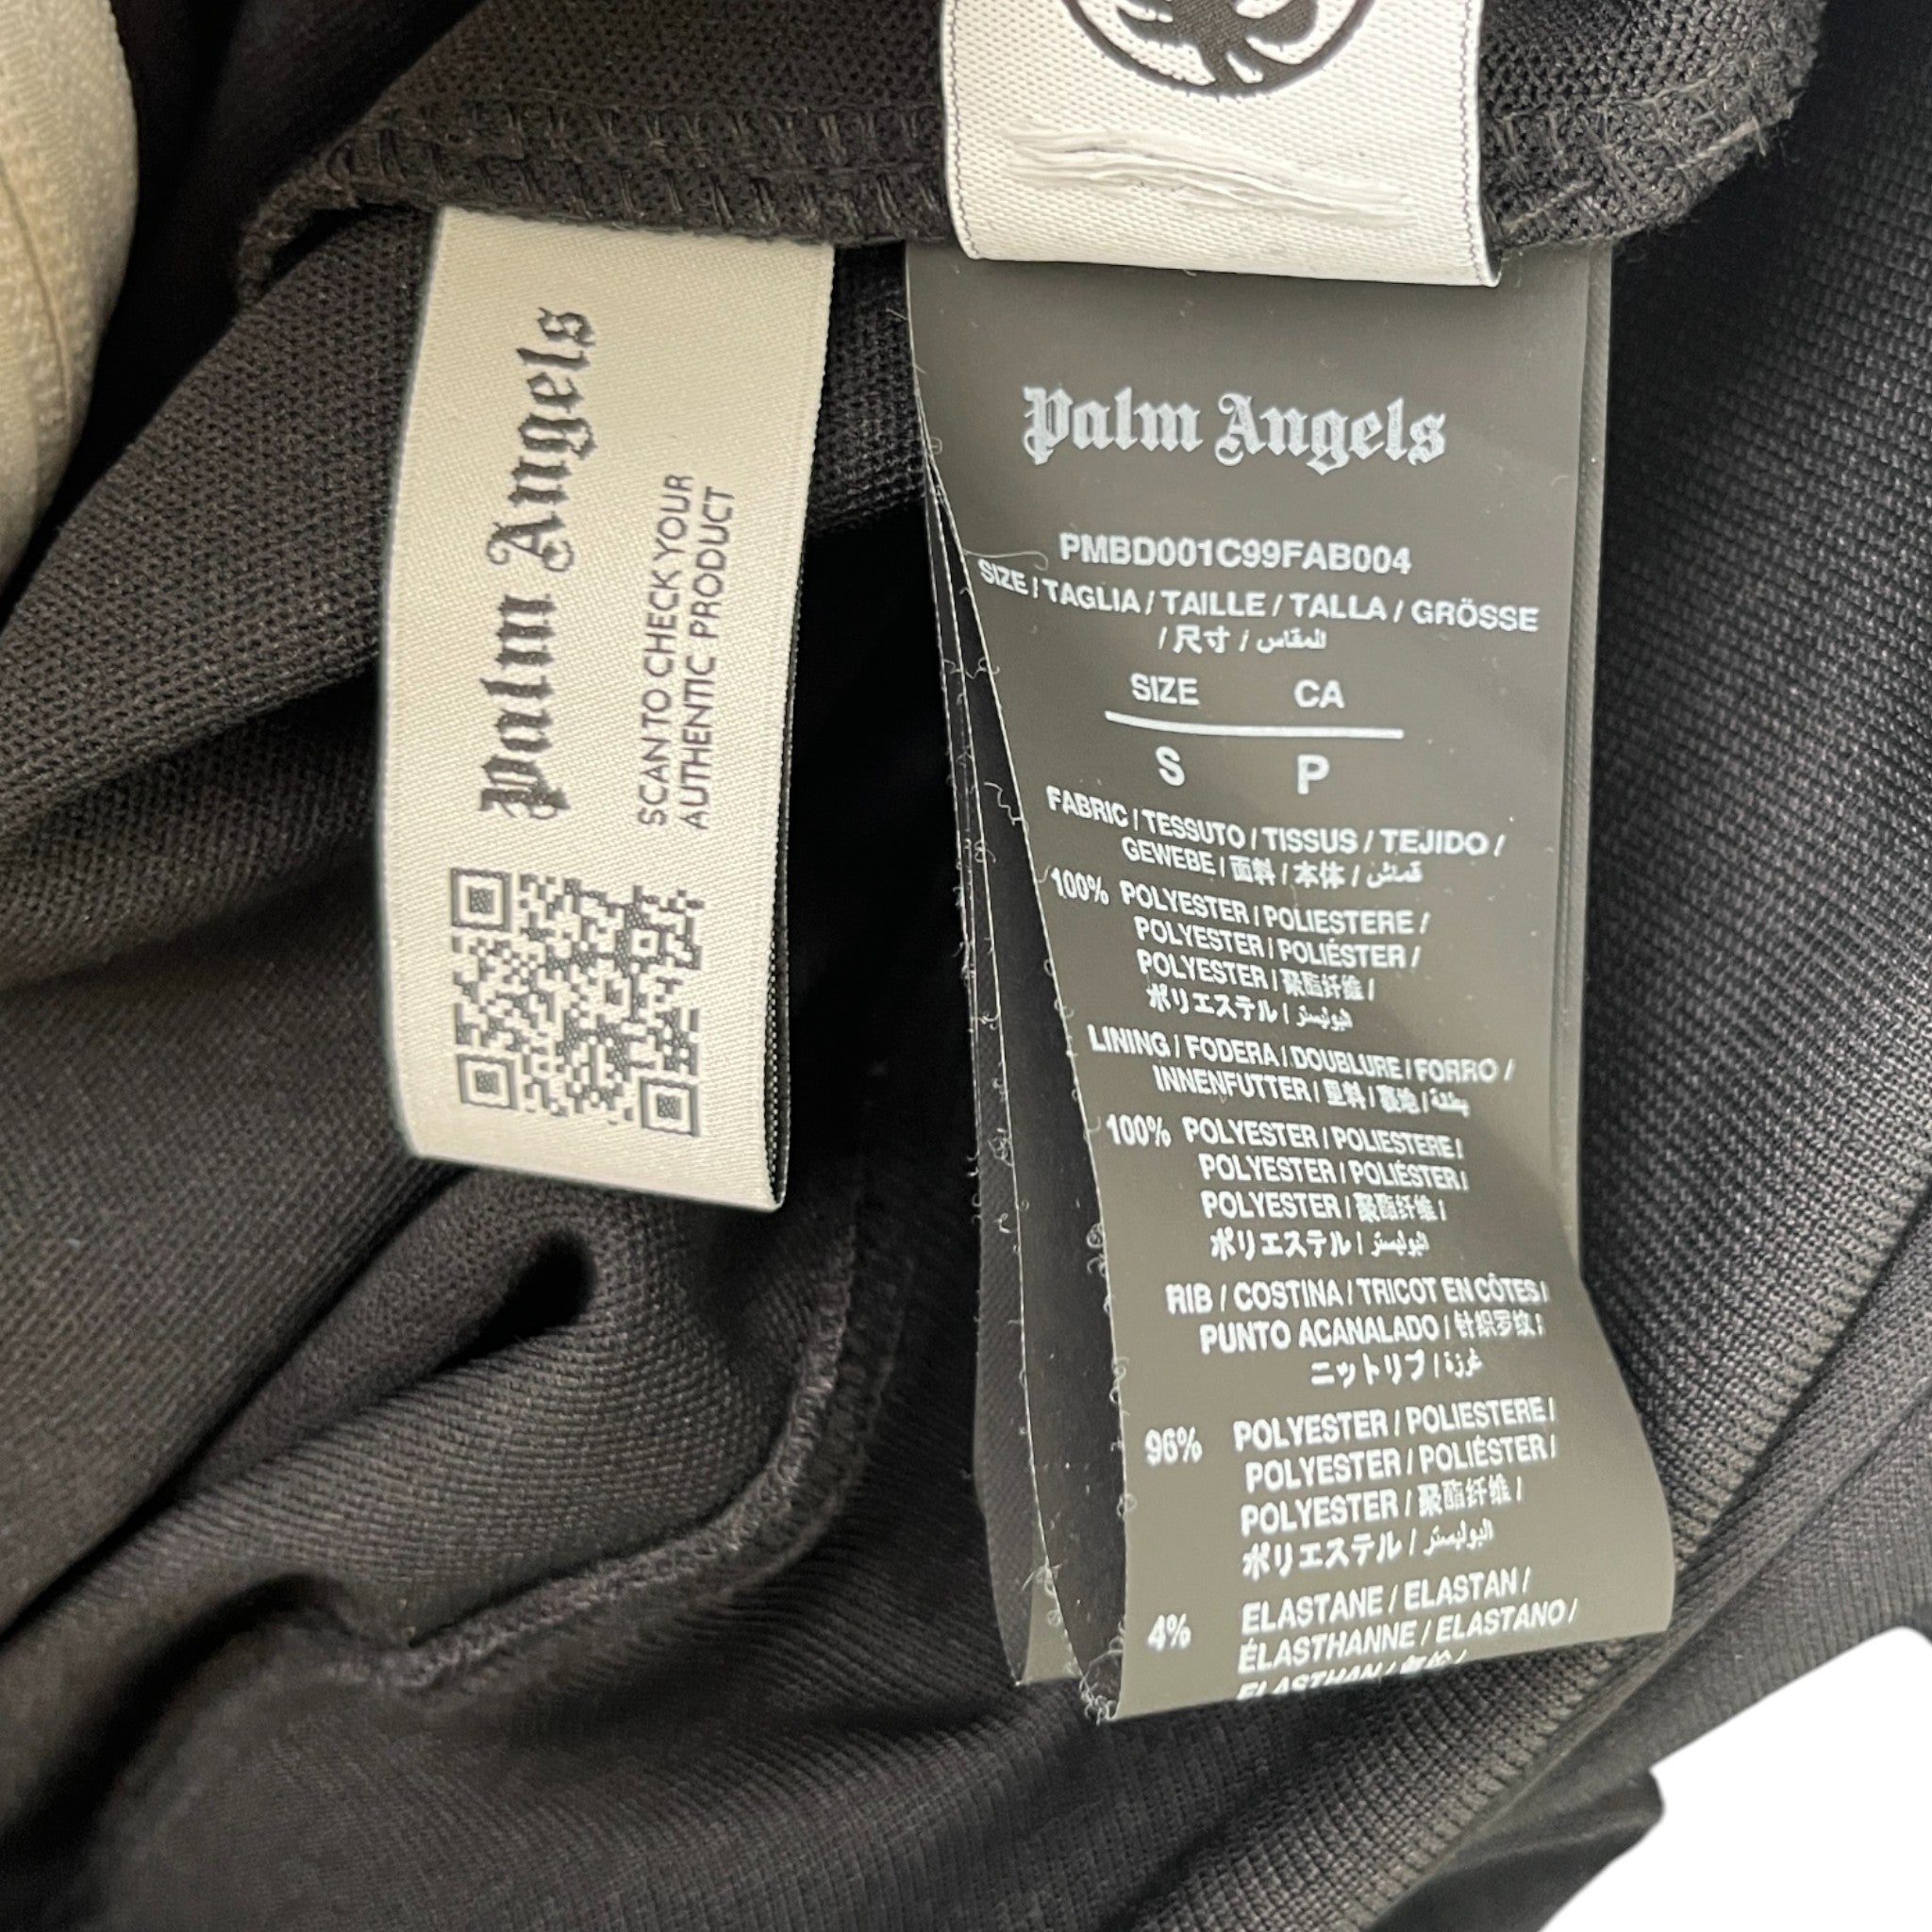 Palm Angels
SCAN TO CHECK YOUR
AUTHENTIC PRODUCT
Palm Angels
PMBD001C99FAB004
SIZE / TAGLIA / TAILLE / TALLA / GRÖSSE
/ 尺寸 / المقاس
SIZE CA
S P
FABRIC / TESSUTO / TISSUS / TEJIDO /
GEWEBE / 面料 / 本体 / قماش
100% POLYESTER / POLIESTERE /
POLYESTER / POLIÉSTER /
POLYESTER / 聚酯纤维 /
ポリエステル / البوليستر
LINING / FODERA / DOUBLURE / FORRO /
INNENFUTTER / 里料 / 裏地 / بطانة
100% POLYESTER / POLIESTERE /
POLYESTER / POLIÉSTER /
POLYESTER / 聚酯纤维 /
ポリエステル / البوليستر
RIB / COSTINA / TRICOT EN CÔTES /
PUNTO ACANALADO / 针织罗纹 /
ニットリブ / غرزة
96% POLYESTER / POLIESTERE /
POLYESTER / POLIÉSTER /
POLYESTER / 聚酯纤维 /
ポリエステル / البوليستر
4% ELASTANE / ELASTAN /
ÉLASTHANNE / ELASTANO /
ELASTHAN /